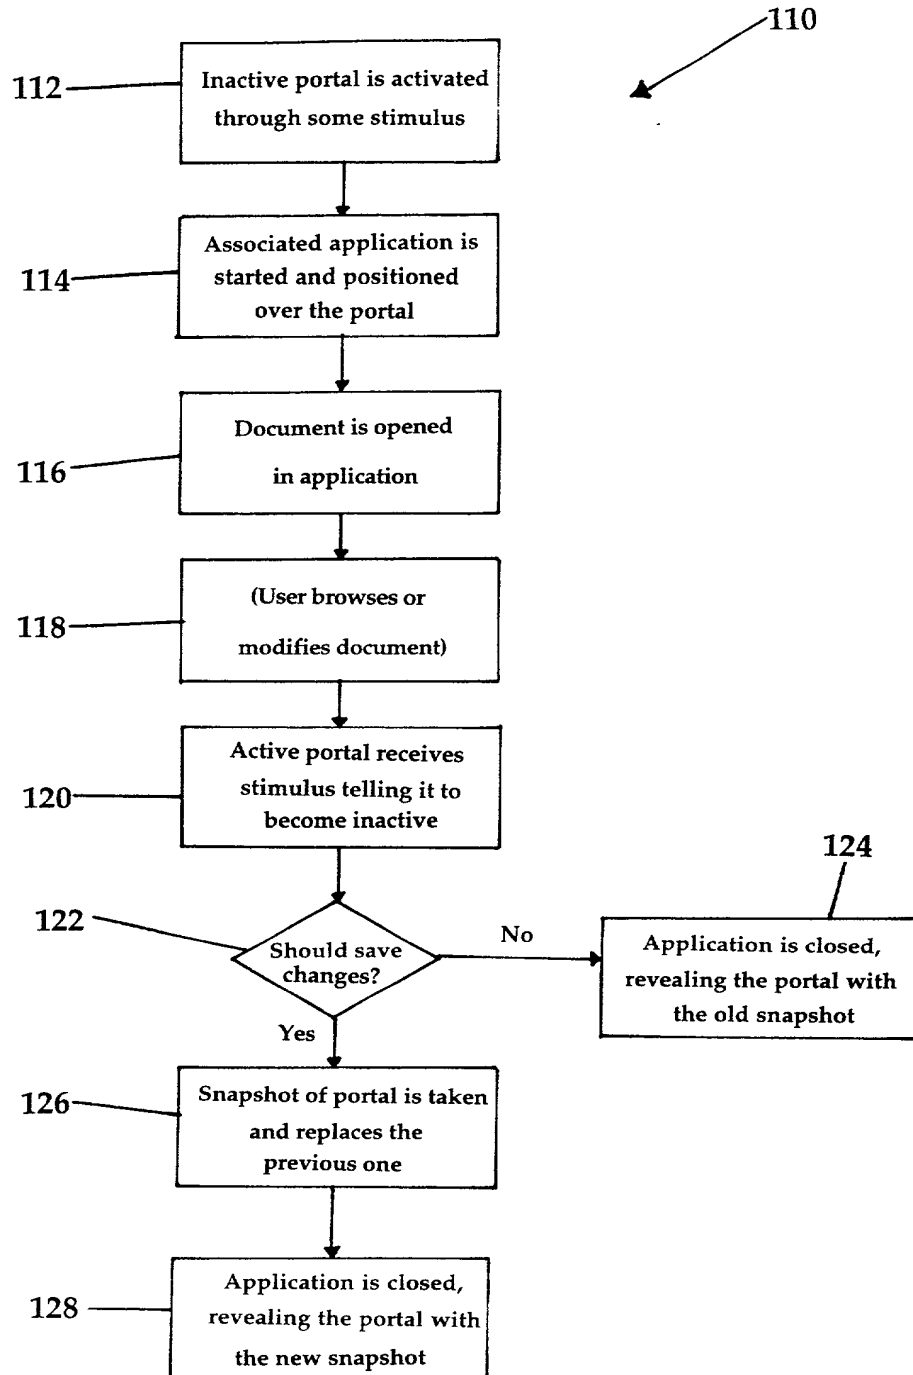 110
112
Inactive portal is activated
through some stimulus
114
Associated application is
started and positioned
over the portal
116
Document is opened
in application
118
(User browses or
modifies document)
120
Active portal receives
stimulus telling it to
become inactive
122
Should save
changes?
No
124
Application is closed,
revealing the portal with
the old snapshot
Yes
126
Snapshot of portal is taken
and replaces the
previous one
128
Application is closed,
revealing the portal with
the new snapshot